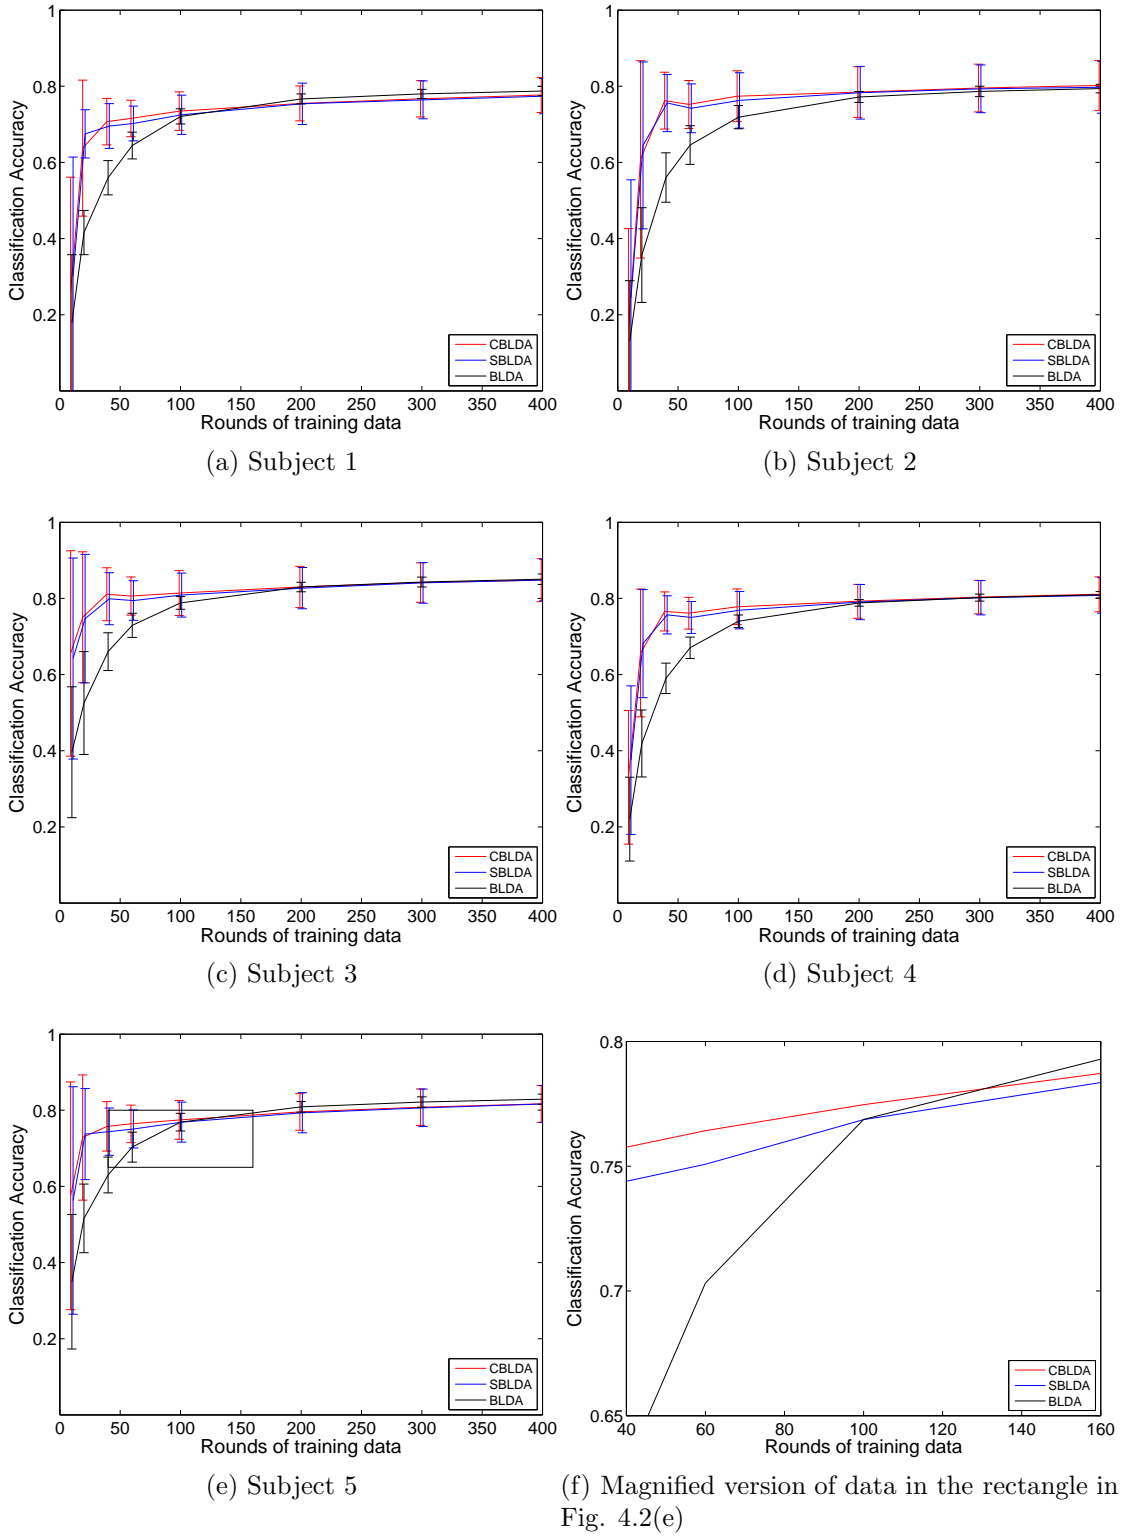 1
0.8
0.6
0.4
0.2
Classification Accuracy
CBLDA
SBLDA
BLDA
0 50 100 150 200 250 300 350 400
Rounds of training data
(a) Subject 1
1
0.8
0.6
0.4
0.2
Classification Accuracy
CBLDA
SBLDA
BLDA
0 50 100 150 200 250 300 350 400
Rounds of training data
(b) Subject 2
1
0.8
0.6
0.4
0.2
Classification Accuracy
CBLDA
SBLDA
BLDA
0 50 100 150 200 250 300 350 400
Rounds of training data
(c) Subject 3
1
0.8
0.6
0.4
0.2
Classification Accuracy
CBLDA
SBLDA
BLDA
0 50 100 150 200 250 300 350 400
Rounds of training data
(d) Subject 4
1
0.8
0.6
0.4
0.2
Classification Accuracy
CBLDA
SBLDA
BLDA
0 50 100 150 200 250 300 350 400
Rounds of training data
(e) Subject 5
0.8
0.75
0.7
0.65
Classification Accuracy
CBLDA
SBLDA
BLDA
40 60 80 100 120 140 160
Rounds of training data
(f) Magnified version of data in the rectangle in
Fig. 4.2(e)